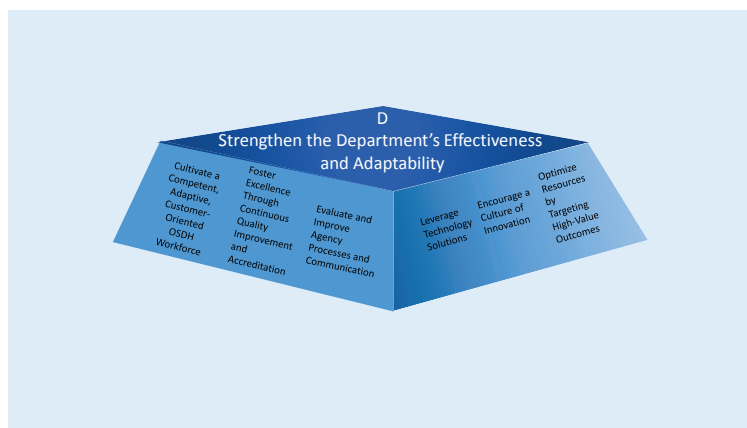 D
Strengthen the Department's Effectiveness
and Adaptability
Cultivate a
Competent,
Adaptive,
Customer-
Oriented
OSDH
Workforce
Foster
Excellence
Through
Continuous
Quality
Improvement
and
Accreditation
Evaluate and
Improve
Agency
Processes and
Communication
Leverage
Technology
Solutions
Encourage a
Culture of
Innovation
Optimize
Resources
by
Targeting
High-Value
Outcomes